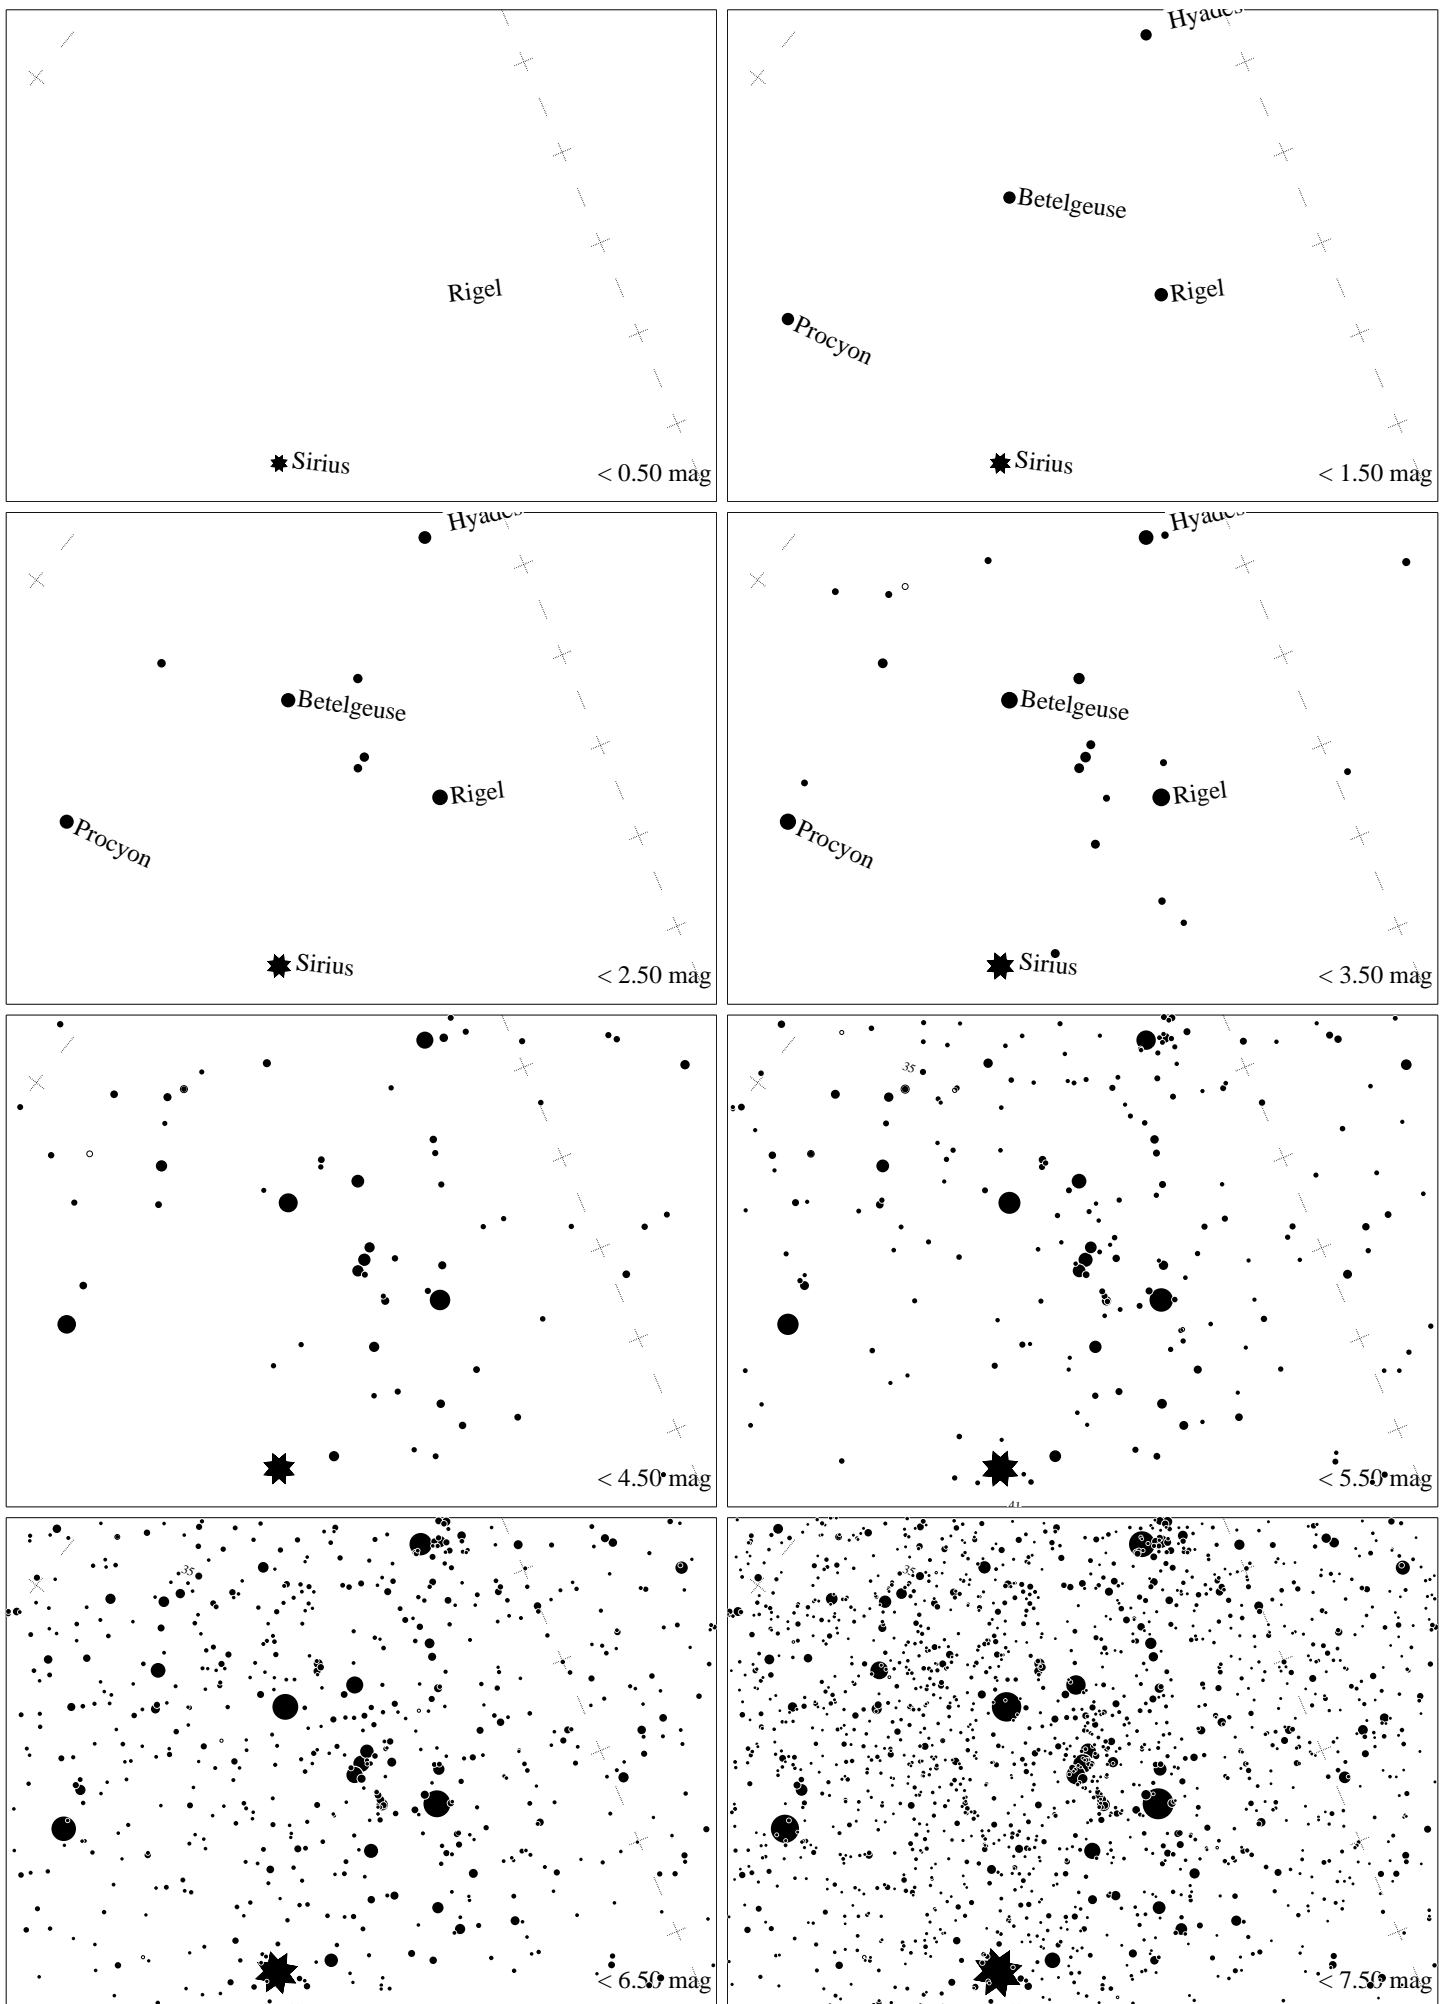 Rigel
Sirius
< 0.50 mag
Hyades
Betelgeuse
Rigel
Procyon
Sirius
< 1.50 mag
Hyades
Betelgeuse
Rigel
Procyon
Sirius
< 2.50 mag
Hyades
Betelgeuse
Rigel
Procyon
Sirius
< 3.50 mag
< 4.50 mag
35
< 5.50 mag
41
35
< 6.50 mag
35
< 7.50 mag